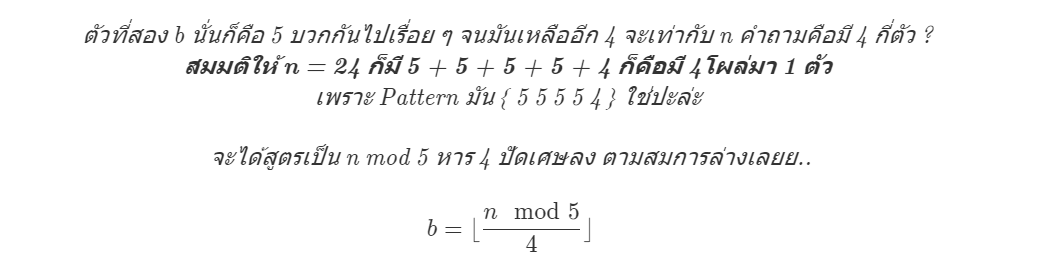 ตัวที่สอง b นั่นก็คือ 5 บวกกันไปเรื่อย ๆ จนมันเหลืออีก 4 จะเท่ากับ n คำถามคือมี 4 กี่ตัว ?
สมมติให้ n = 24 ก็มี 5 + 5 + 5 + 5 + 4 ก็คือมี 4 โผล่มา 1 ตัว
เพราะ Pattern มัน { 5 5 5 5 4 } ใช่ปะล่ะ
จะได้สูตรเป็น n mod 5 หาร 4 ปัดเศษลง ตามสมการล่างเลยย..
b = ⌊(n mod 5)/4⌋